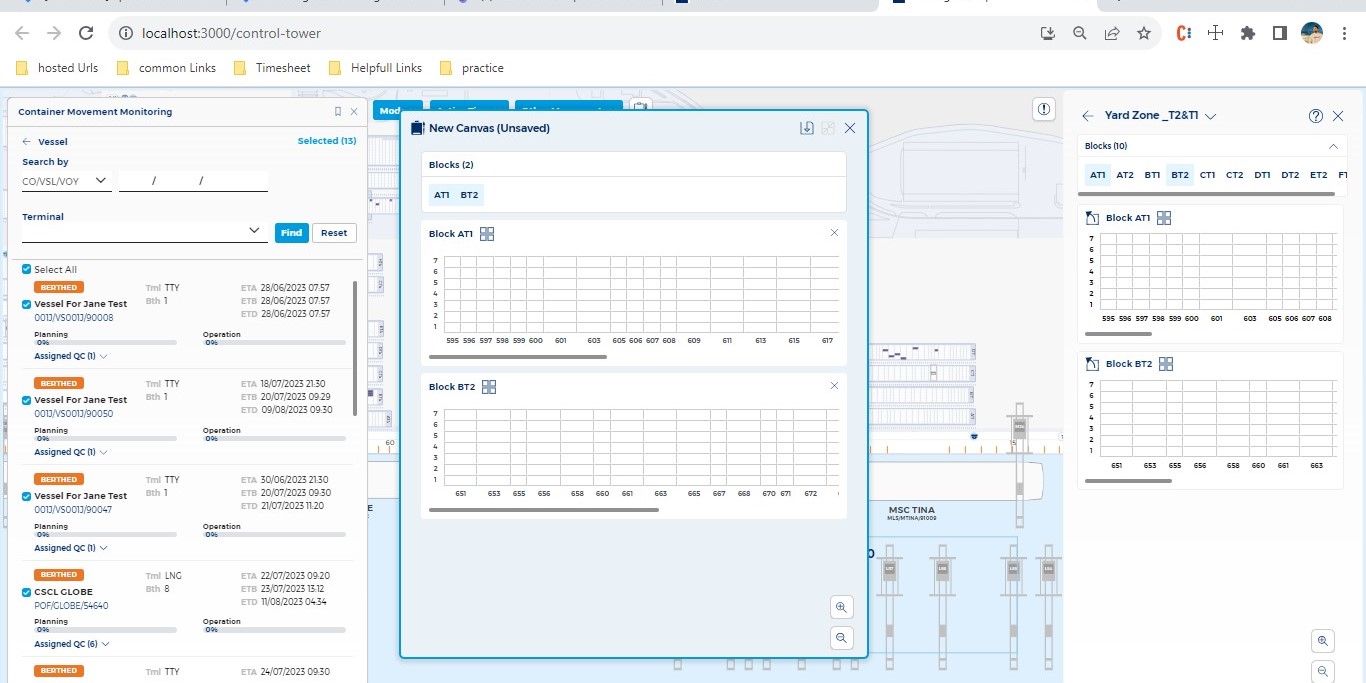 localhost:3000/control-tower
hosted Urls
common Links
Timesheet
Helpfull Links
practice
Container Movement Monitoring
Vessel
Selected (13)
Search by
CO/VSL/VOY
/ /
Terminal
Find
Reset
Select All
BERTHED
Tml TTY
ETA 28/06/2023 07:57
Vessel For Jane Test
Bth 1
ETB 28/06/2023 07:57
001J/VS001J/90008
ETD 28/06/2023 07:57
Planning
Operation
0%
0%
Assigned QC (1)
BERTHED
Tml TTY
ETA 18/07/2023 21:30
Vessel For Jane Test
Bth 1
ETB 20/07/2023 09:29
001J/VS001J/90050
ETD 09/08/2023 09:30
Planning
Operation
0%
0%
Assigned QC (1)
BERTHED
Tml TTY
ETA 30/06/2023 21:30
Vessel For Jane Test
Bth 1
ETB 20/07/2023 09:30
001J/VS001J/90047
ETD 21/07/2023 11:20
Planning
Operation
0%
0%
Assigned QC (1)
BERTHED
Tml LNG
ETA 22/07/2023 09:20
CSCL GLOBE
Bth 8
ETB 23/07/2023 13:12
POF/GLOBE/54640
ETD 11/08/2023 04:34
Planning
Operation
0%
0%
Assigned QC (6)
BERTHED
Tml TTY
ETA 24/07/2023 09:30
New Canvas (Unsaved)
Blocks (2)
AT1 BT2
Block AT1
7
6
5
4
3
2
1
595 596 597 598 599 600 601 603 605 606 607 608 609 611 613 615 617
Block BT2
7
6
5
4
3
2
1
651 653 655 656 658 660 661 663 665 667 668 670 671 672
60
MSC TINA
MLS/MTINA/91009
Yard Zone _T2&T1
Blocks (10)
AT1 AT2 BT1 BT2 CT1 CT2 DT1 DT2 ET2
Block AT1
7
6
5
4
3
2
1
595 596 597 598 599 600 601 603 605 606 607 608
Block BT2
7
6
5
4
3
2
1
651 653 655 656 658 660 661 663